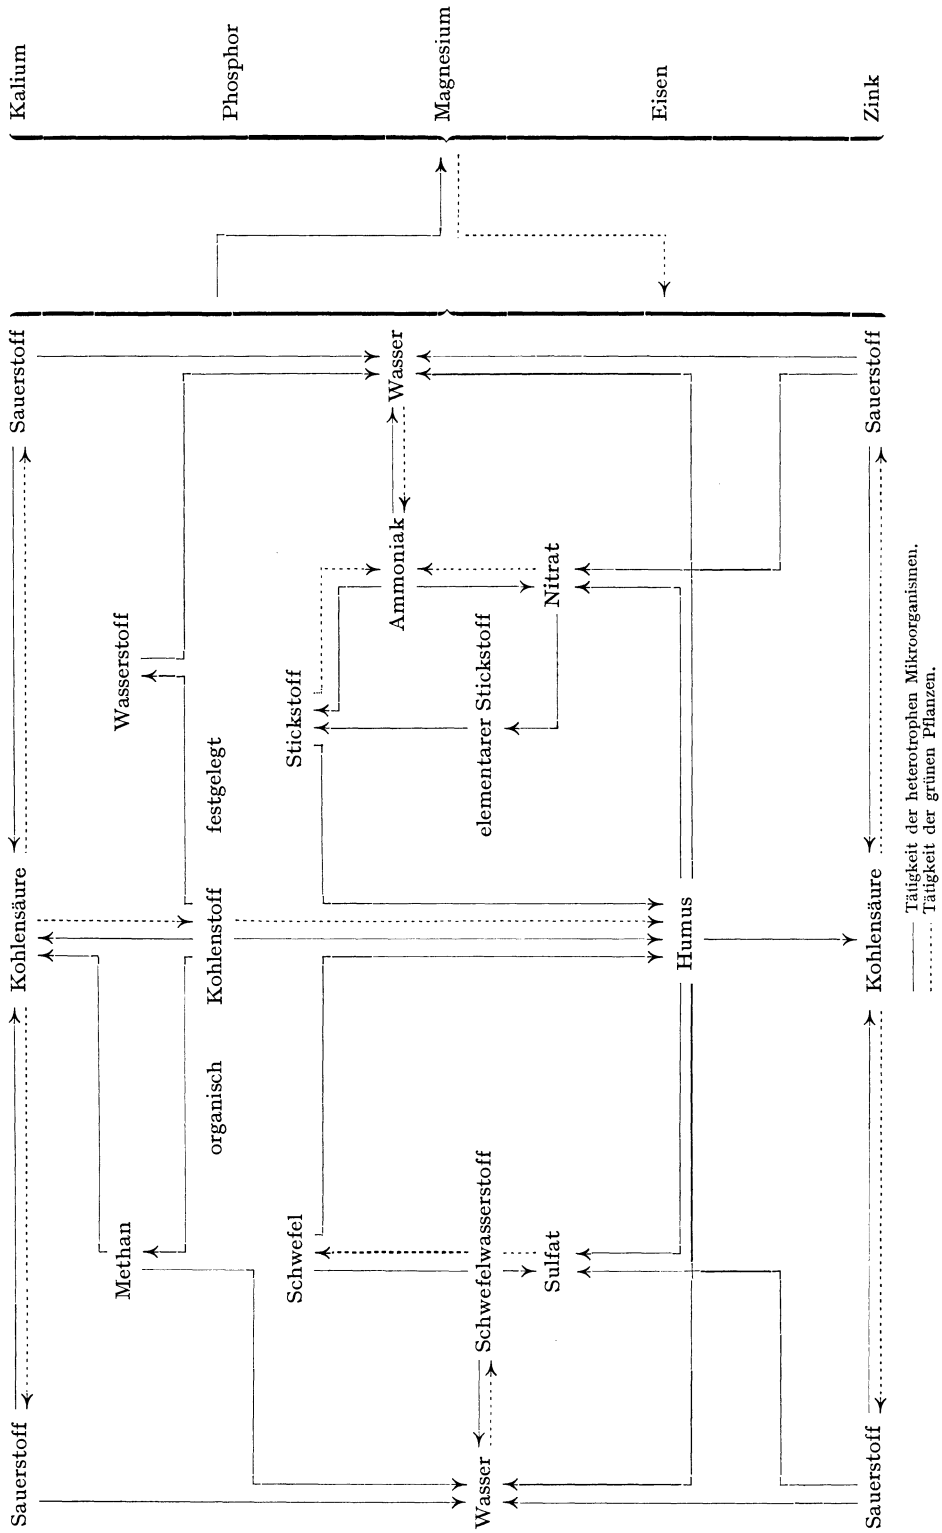 Sauerstoff Kohlensäure Sauerstoff Kalium
Methan Wasserstoff
organisch Kohlenstoff festgelegt
Phosphor
Schwefel Stickstoff
Ammoniak Wasser
Magnesium
Wasser Schwefelwasserstoff elementarer Stickstoff
Sulfat Nitrat
Eisen
Humus
Sauerstoff Kohlensäure Sauerstoff Zink
Tätigkeit der heterotrophen Mikroorganismen.
Tätigkeit der grünen Pflanzen.